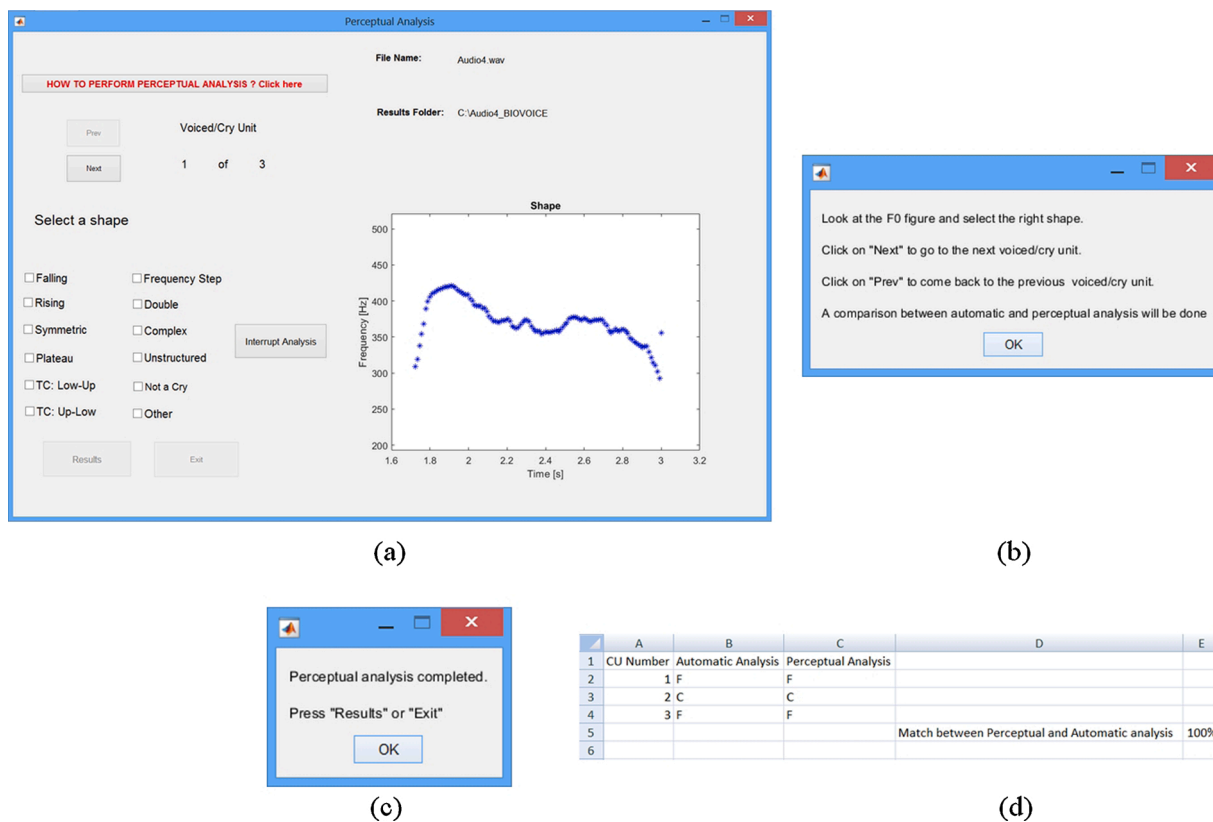 Perceptual Analysis
HOW TO PERFORM PERCEPTUAL ANALYSIS ? Click here
File Name: Audio4.wav
Results Folder: C:\Audio4_BIOVOICE
Prev
Next
Voiced/Cry Unit
1 of 3
Select a shape
Falling
Rising
Symmetric
Plateau
TC: Low-Up
TC: Up-Low
Frequency Step
Double
Complex
Unstructured
Not a Cry
Other
Interrupt Analysis
Results
Exit
Shape
Frequency [Hz]
500
450
400
350
300
250
200
1.6 1.8 2 2.2 2.4 2.6 2.8 3 3.2
Time [s]
(a)
Look at the F0 figure and select the right shape.
Click on "Next" to go to the next voiced/cry unit.
Click on "Prev" to come back to the previous voiced/cry unit.
A comparison between automatic and perceptual analysis will be done
OK
(b)
Perceptual analysis completed.
Press "Results" or "Exit"
OK
(c)
A B C D E
1 CU Number Automatic Analysis Perceptual Analysis
2 1 F F
3 2 C C
4 3 F F
5 Match between Perceptual and Automatic analysis 100%
6
(d)